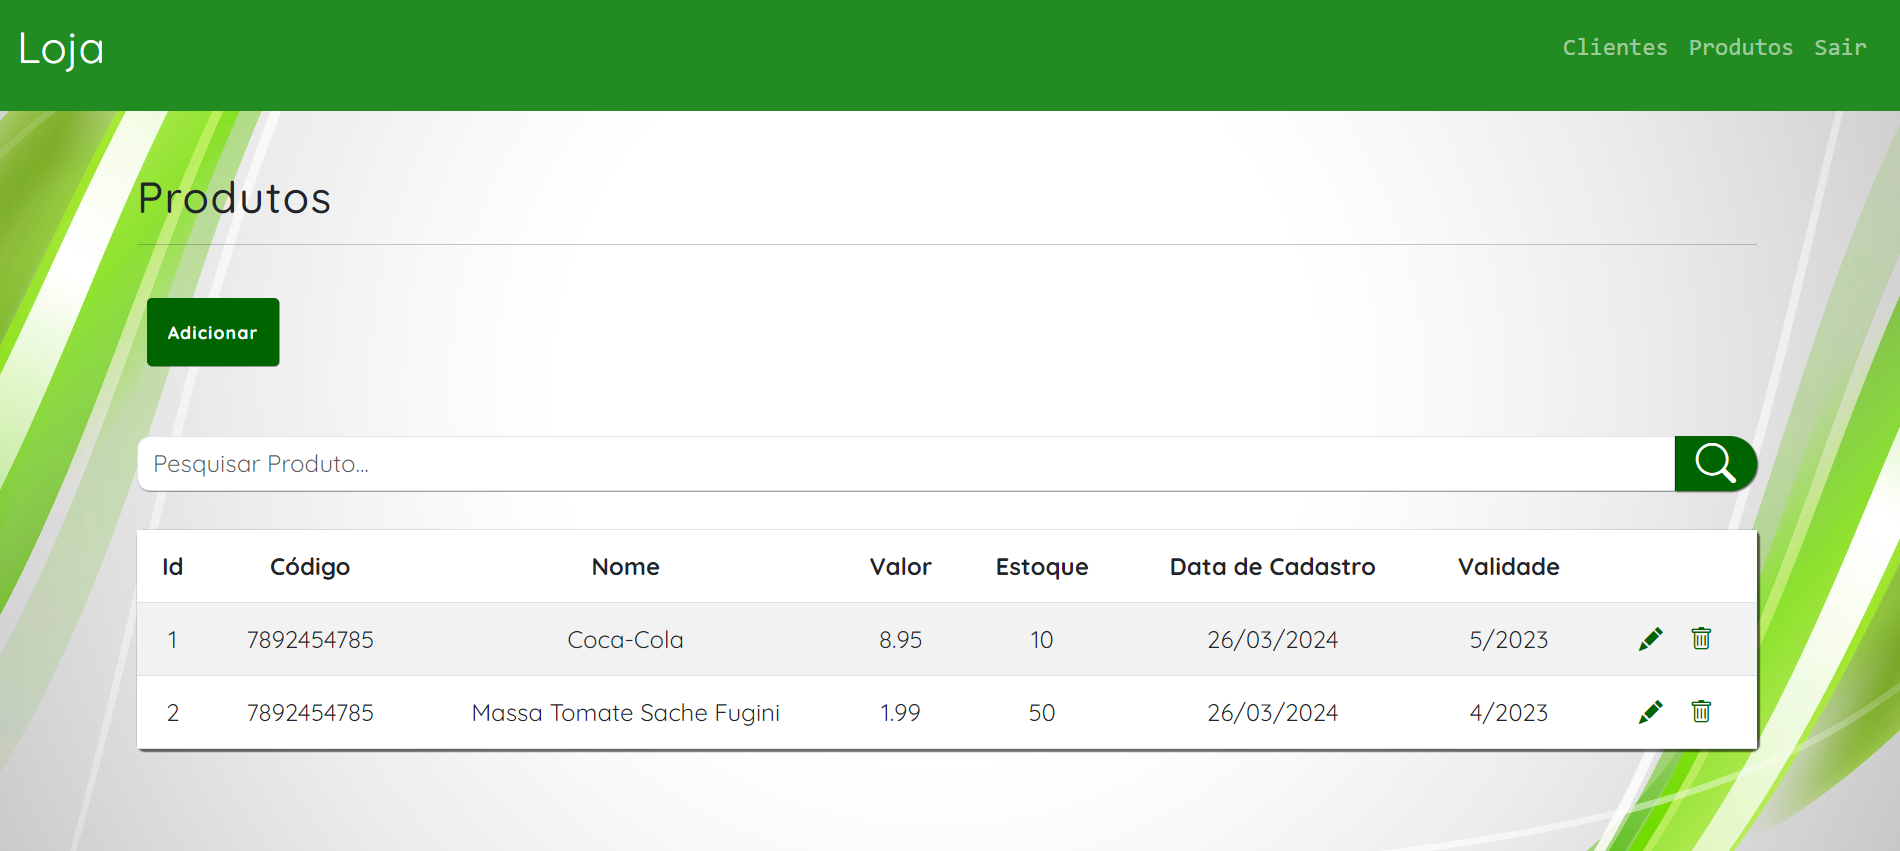 Loja
Clientes Produtos Sair
Produtos
Adicionar
Pesquisar Produto...
Id Código Nome Valor Estoque Data de Cadastro Validade
1 7892454785 Coca-Cola 8.95 10 26/03/2024 5/2023
2 7892454785 Massa Tomate Sache Fugini 1.99 50 26/03/2024 4/2023